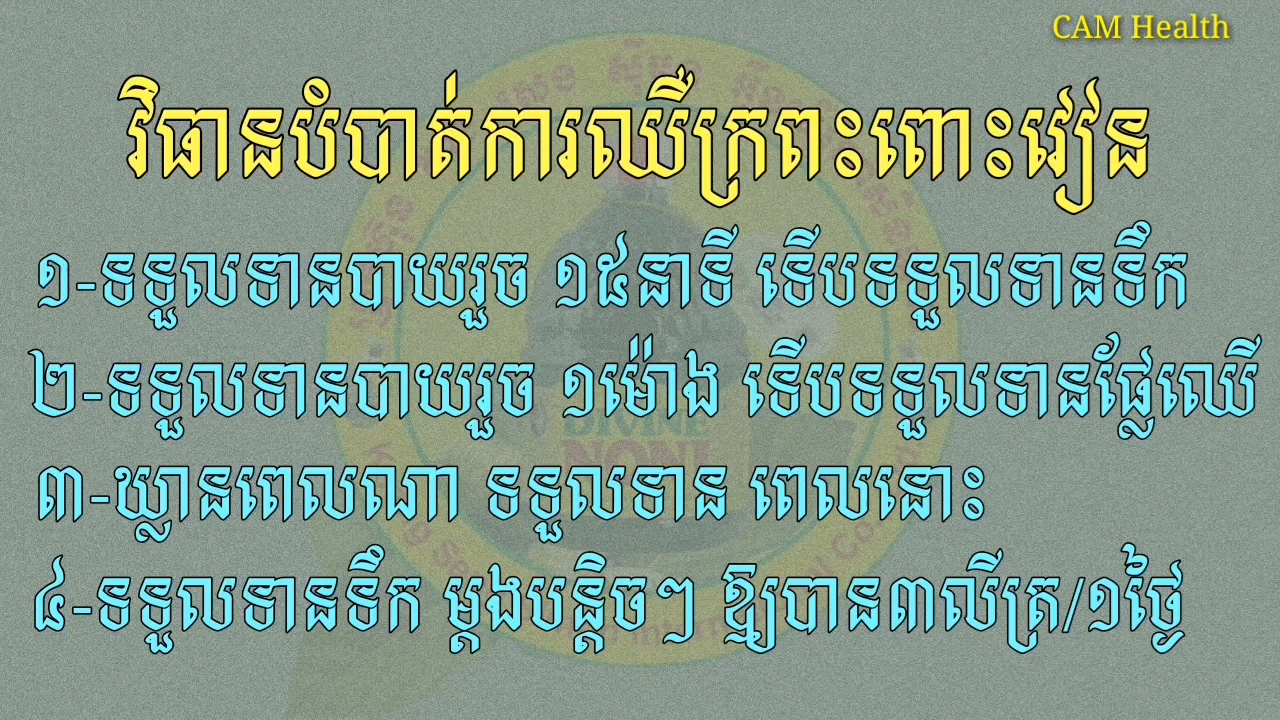 CAM Health
វិធានបំបាត់ការឈឺក្រពះពោះវៀន
១-ទទួលទានបាយរួច ១៥នាទី ទើបទទួលទានទឹក
២-ទទួលទានបាយរួច ១ម៉ោង ទើបទទួលទានផ្លែឈើ
៣-ឃ្លានពេលណា ទទួលទាន ពេលនោះ
៤-ទទួលទានទឹក ម្តងបន្តិចៗ ឱ្យបាន៣លីត្រ/១ថ្ងៃ
DIVINE
NONI